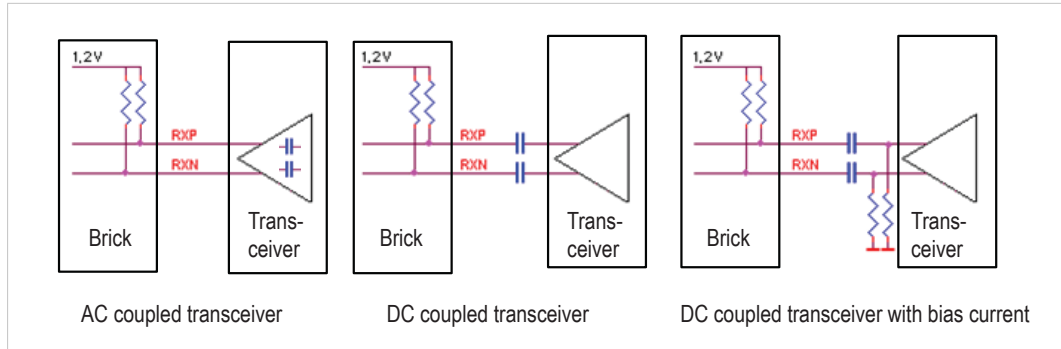 1,2V
RXP
RXN
Brick
Trans-
ceiver
AC coupled transceiver
1,2V
RXP
RXN
Brick
Trans-
ceiver
DC coupled transceiver
1,2V
RXP
RXN
Brick
Trans-
ceiver
DC coupled transceiver with bias current